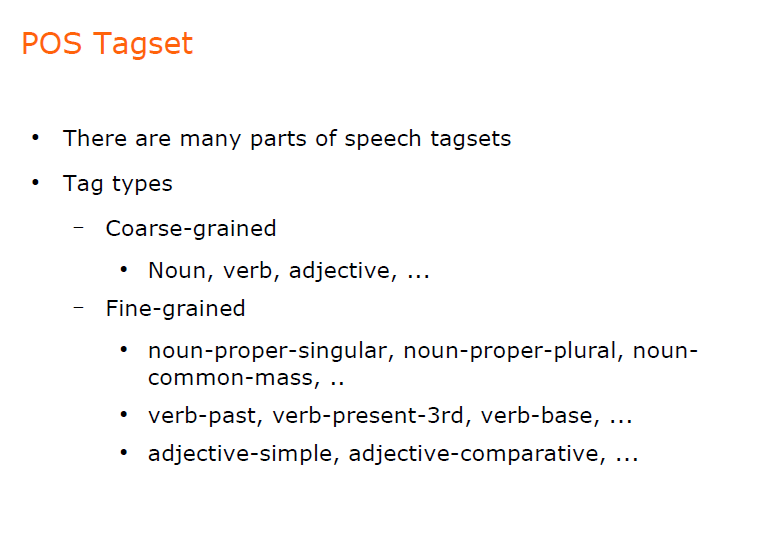 POS Tagset
• There are many parts of speech tagsets
• Tag types
– Coarse-grained
• Noun, verb, adjective, ...
– Fine-grained
• noun-proper-singular, noun-proper-plural, noun-
common-mass, ..
• verb-past, verb-present-3rd, verb-base, ...
• adjective-simple, adjective-comparative, ...